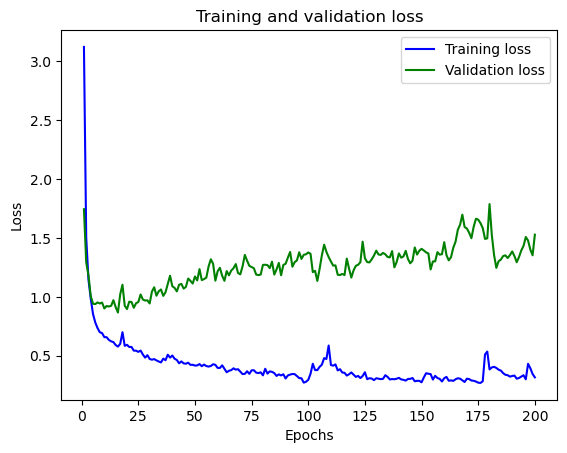 Training and validation loss
Training loss
Validation loss
3.0
2.5
2.0
1.5
1.0
0.5
Loss
0 25 50 75 100 125 150 175 200
Epochs